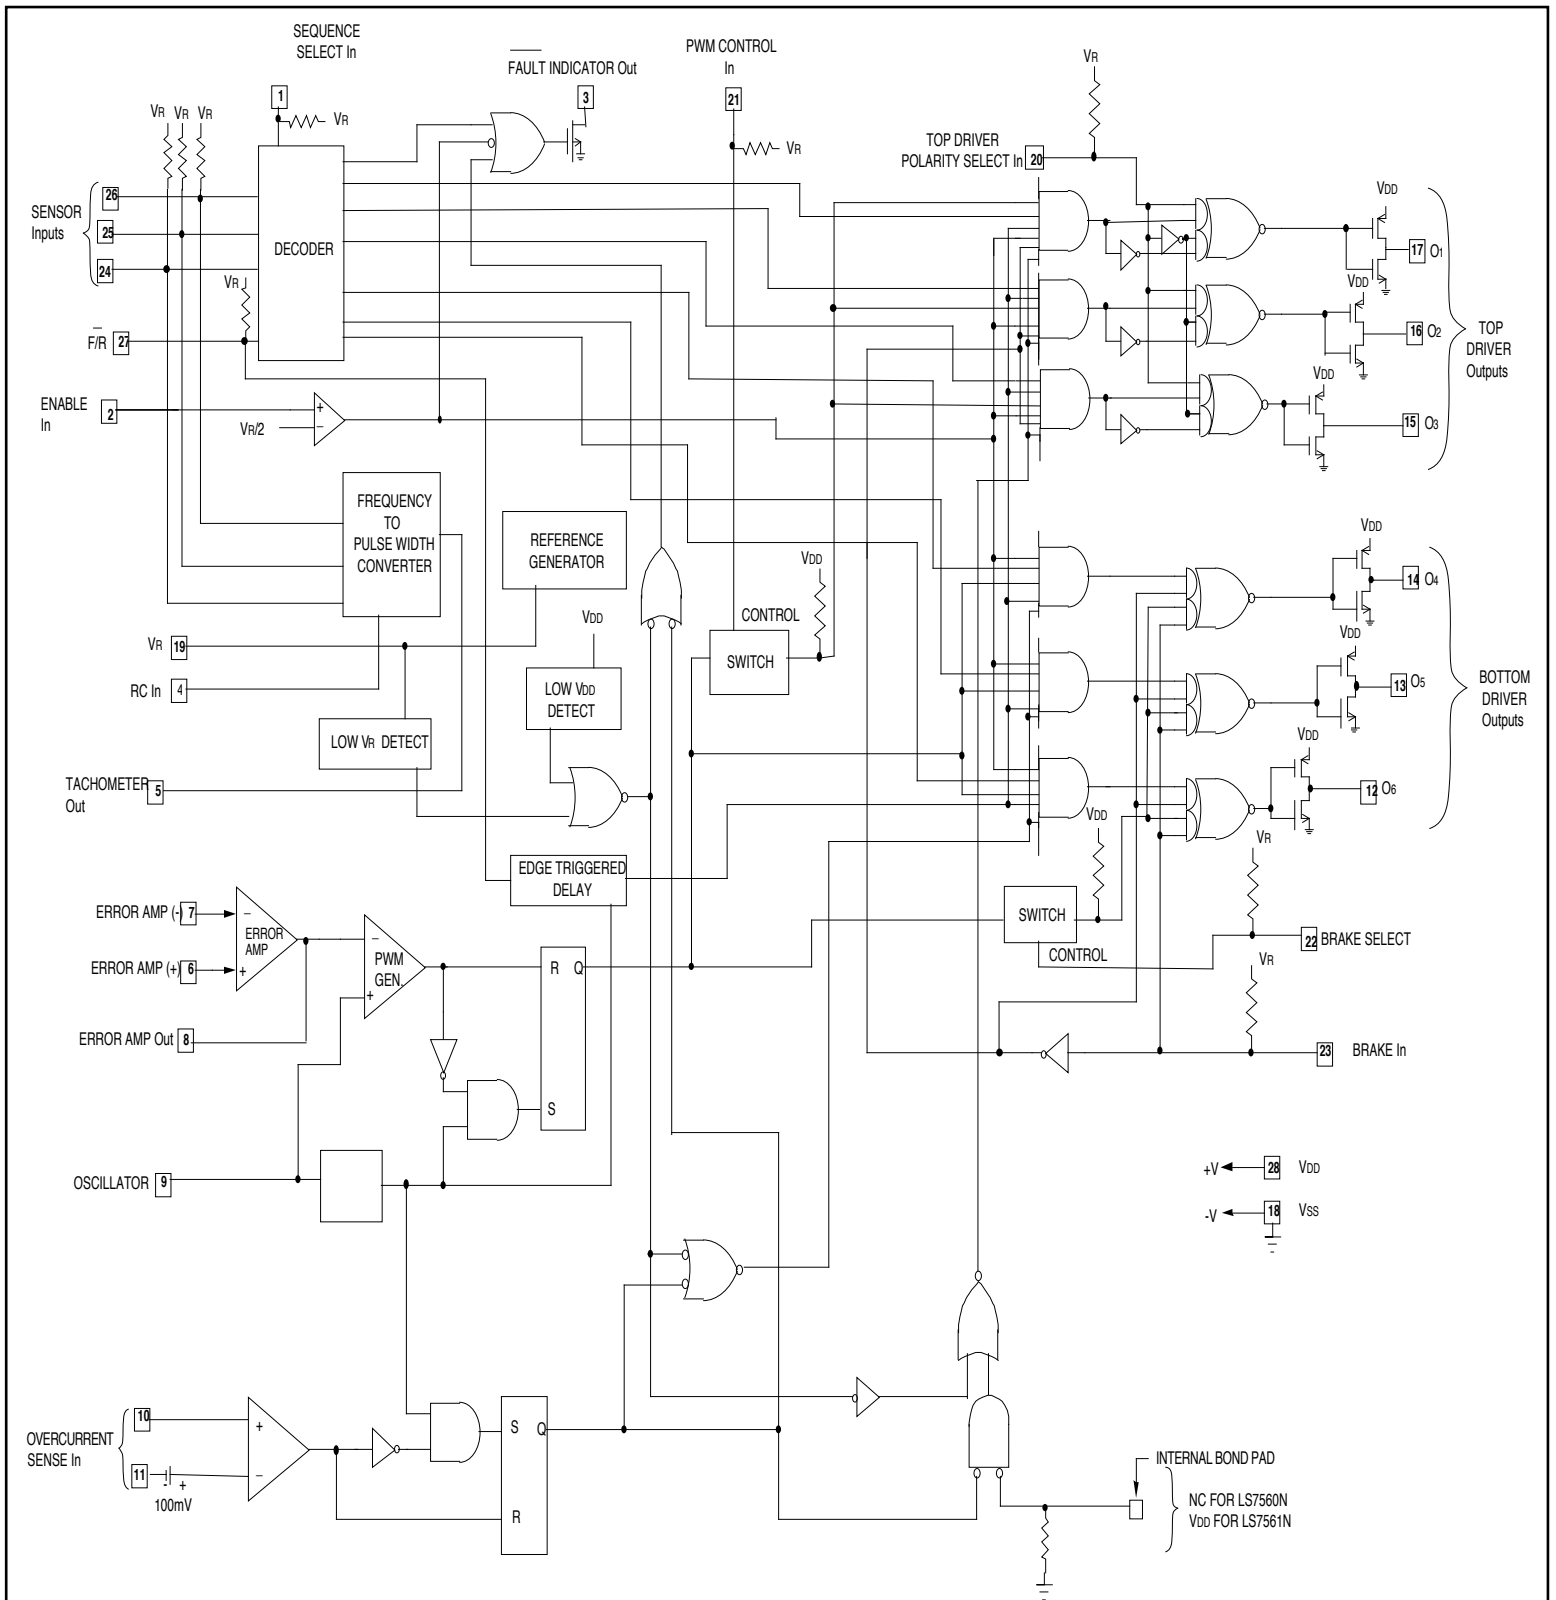 SEQUENCE
SELECT In
1
VR
FAULT INDICATOR Out
3
PWM CONTROL
In
21
VR
VR
TOP DRIVER
POLARITY SELECT In
20
VR
VR
VR
SENSOR
Inputs
26
25
24
DECODER
VR
F/R
27
ENABLE
In
2
VR/2
+
–
VDD
17
O1
VDD
16
O2
VDD
15
O3
TOP
DRIVER
Outputs
FREQUENCY
TO
PULSE WIDTH
CONVERTER
REFERENCE
GENERATOR
VDD
VDD
CONTROL
SWITCH
VR
19
RC In
4
LOW VDD
DETECT
LOW VR DETECT
TACHOMETER
Out
5
VDD
14
O4
VDD
13
O5
VDD
12
O6
BOTTOM
DRIVER
Outputs
EDGE TRIGGERED
DELAY
VDD
SWITCH
CONTROL
VR
22
BRAKE SELECT
VR
23
BRAKE In
ERROR AMP (-)
7
ERROR AMP (+)
6
–
ERROR
AMP
+
–
PWM
GEN.
+
R
Q
S
ERROR AMP Out
8
OSCILLATOR
9
+V
28
VDD
-V
18
VSS
OVERCURRENT
SENSE In
10
11
-
+
100mV
+
–
S
Q
R
INTERNAL BOND PAD
NC FOR LS7560N
VDD FOR LS7561N